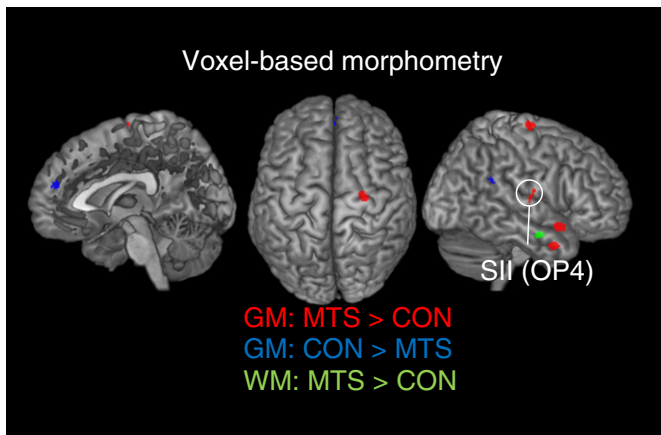 Voxel-based morphometry
SII (OP4)
GM: MTS > CON
GM: CON > MTS
WM: MTS > CON